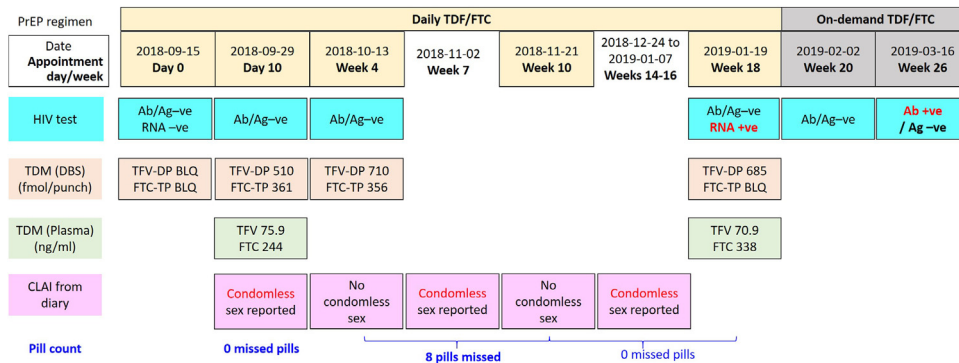 PrEP regimen
Daily TDF/FTC
On-demand TDF/FTC
Date
Appointment
day/week
2018-09-15
Day 0
2018-09-29
Day 10
2018-10-13
Week 4
2018-11-02
Week 7
2018-11-21
Week 10
2018-12-24 to
2019-01-07
Weeks 14-16
2019-01-19
Week 18
2019-02-02
Week 20
2019-03-16
Week 26
HIV test
Ab/Ag–ve
RNA –ve
Ab/Ag–ve
Ab/Ag–ve
Ab/Ag–ve
RNA +ve
Ab/Ag–ve
Ab +ve
/ Ag –ve
TDM (DBS)
(fmol/punch)
TFV-DP BLQ
FTC-TP BLQ
TFV-DP 510
FTC-TP 361
TFV-DP 710
FTC-TP 356
TFV-DP 685
FTC-TP BLQ
TDM (Plasma)
(ng/ml)
TFV 75.9
FTC 244
TFV 70.9
FTC 338
CLAI from
diary
Condomless
sex reported
No
condomless
sex
Condomless
sex reported
No
condomless
sex
Condomless
sex reported
Pill count
0 missed pills
8 pills missed
0 missed pills